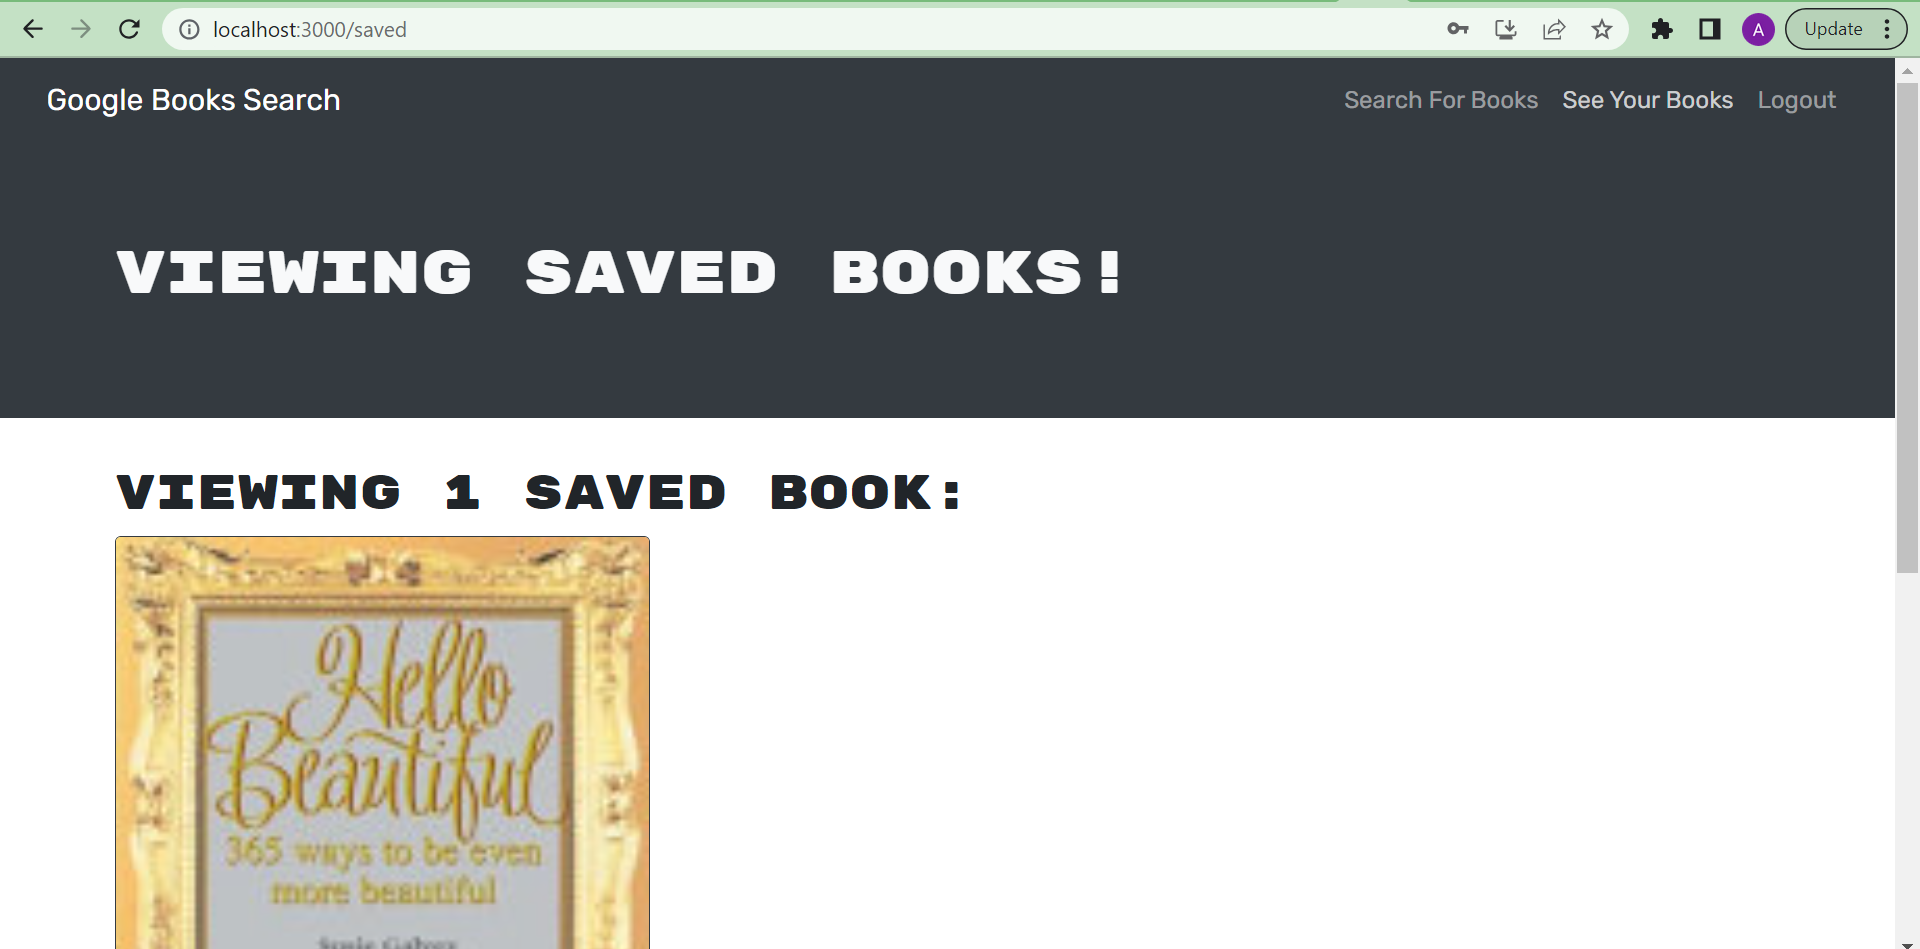 localhost:3000/saved
A
Update
Google Books Search
Search For Books See Your Books Logout
VIEWING SAVED BOOKS!
VIEWING 1 SAVED BOOK:
Hello
Beautiful
365 ways to be even
more beautiful